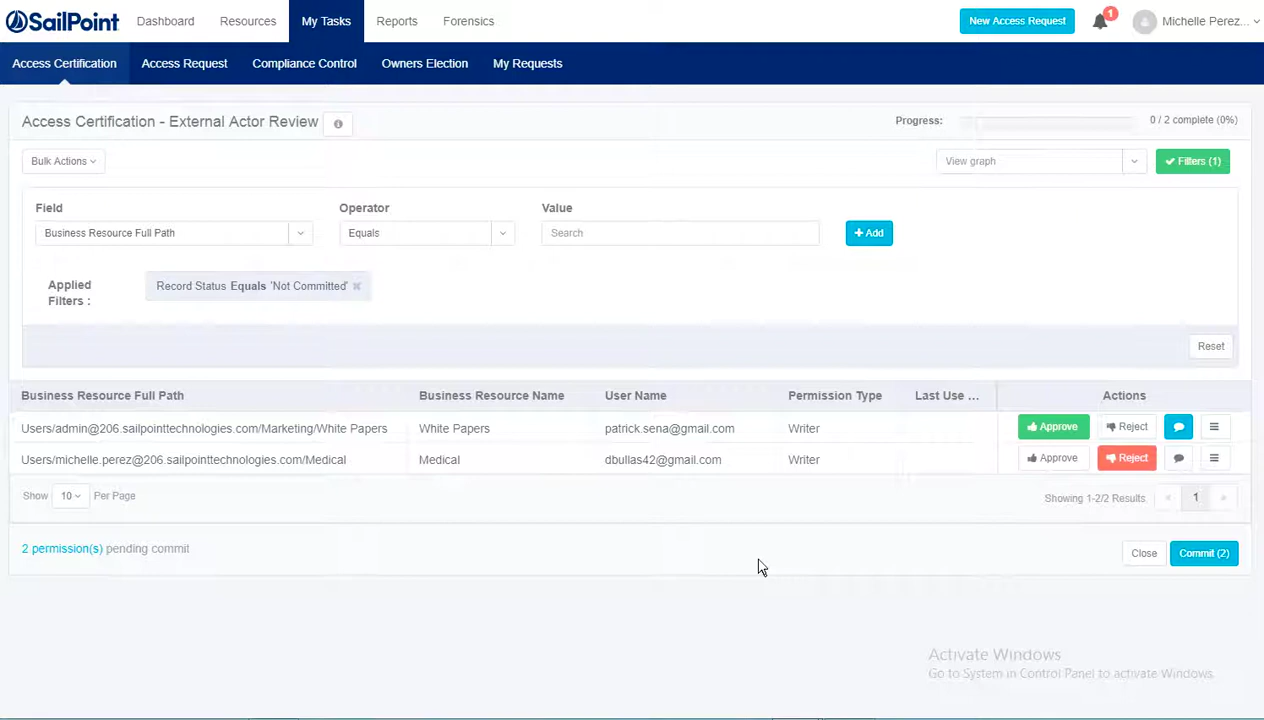 SailPoint Dashboard Resources My Tasks Reports Forensics New Access Request 1 Michelle Perez...
Access Certification Access Request Compliance Control Owners Election My Requests
Access Certification - External Actor Review Progress: 0 / 2 complete (0%)
Bulk Actions View graph Filters (1)
Field Operator Value
Business Resource Full Path Equals Search + Add
Applied Filters : Record Status Equals 'Not Committed'
Reset
Business Resource Full Path Business Resource Name User Name Permission Type Last Use ... Actions
Users/admin@206.sailpointtechnologies.com/Marketing/White Papers White Papers patrick.sena@gmail.com Writer Approve Reject
Users/michelle.perez@206.sailpointtechnologies.com/Medical Medical dbullas42@gmail.com Writer Approve Reject
Show 10 Per Page Showing 1-2/2 Results « 1 »
2 permission(s) pending commit Close Commit (2)
Activate Windows
Go to System in Control Panel to activate Windows.